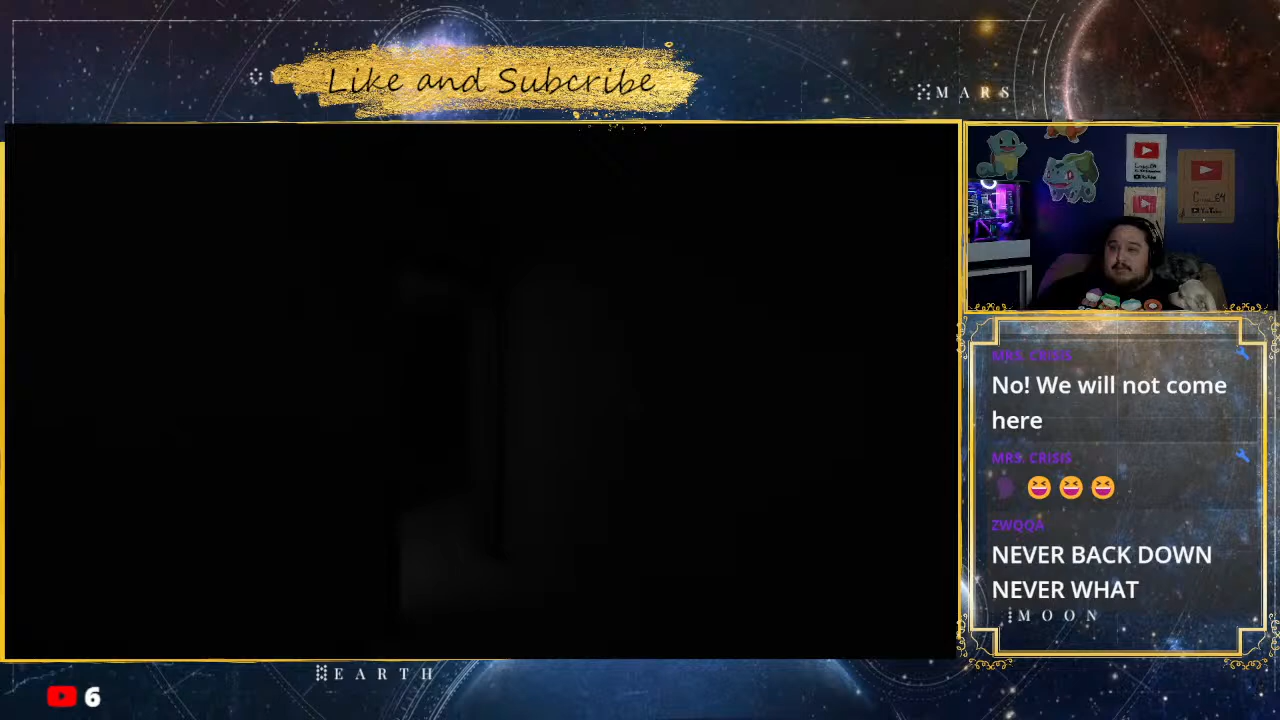 Like and Subcribe
MARS
MRS. CRISIS
No! We will not come
here
MRS. CRISIS
ZWQQA
NEVER BACK DOWN
NEVER WHAT
MOON
EARTH
6